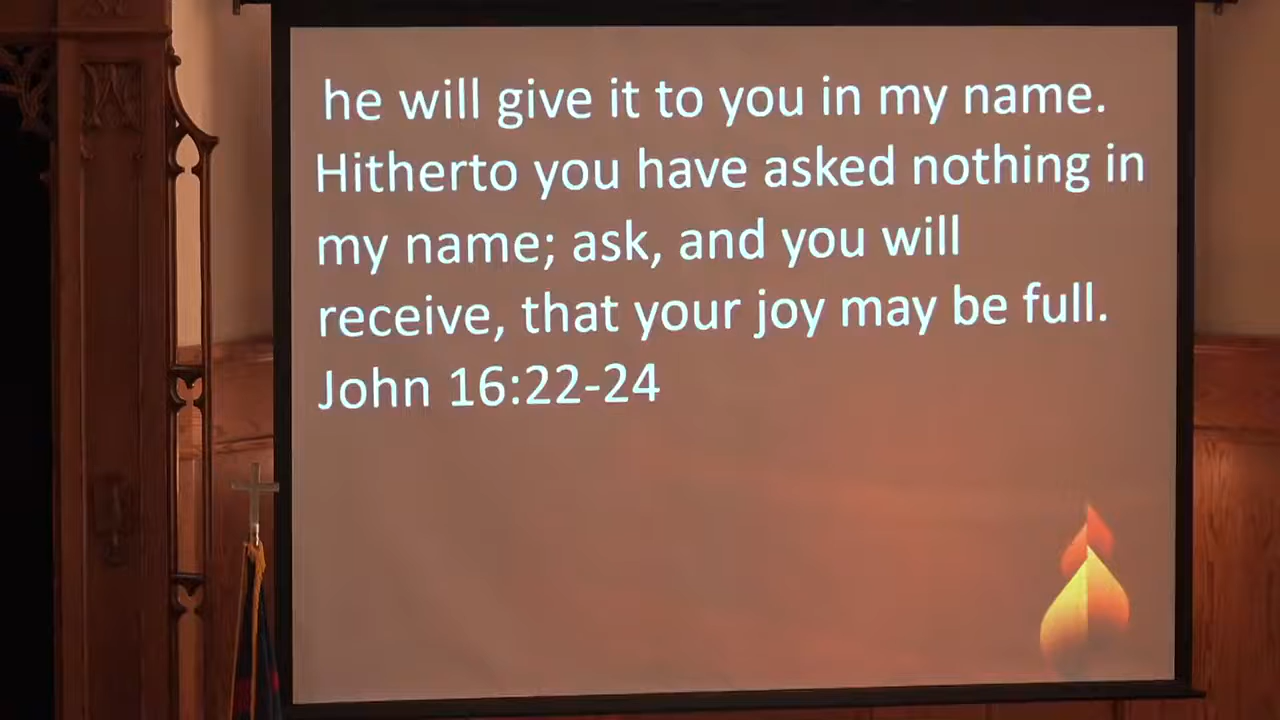 he will give it to you in my name.
Hitherto you have asked nothing in
my name; ask, and you will
receive, that your joy may be full.
John 16:22-24